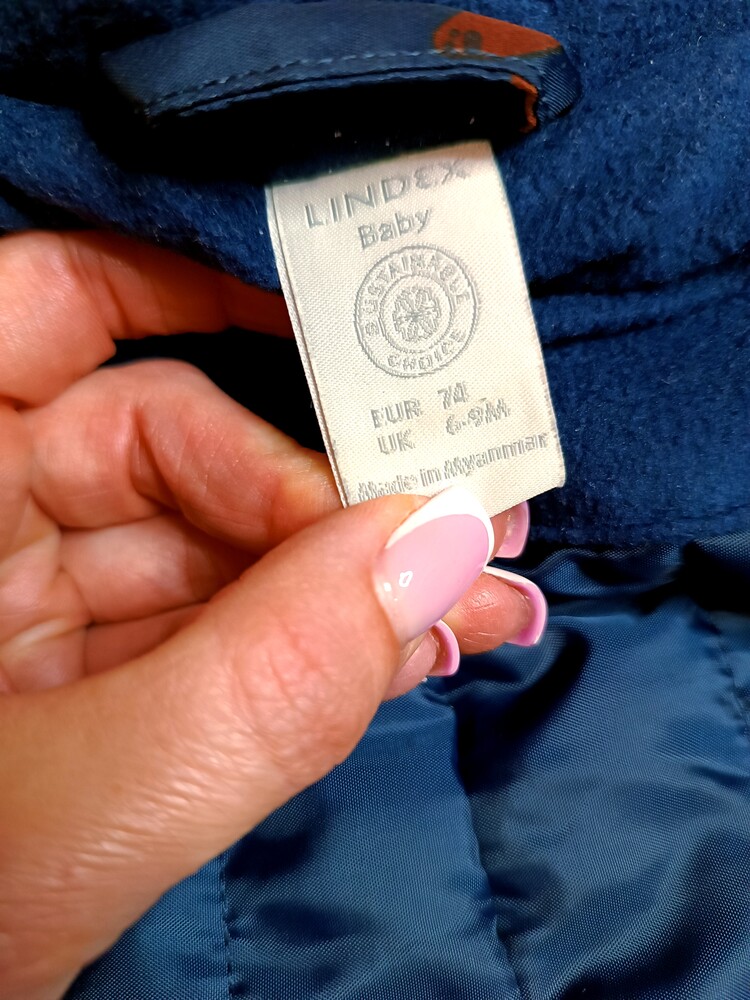 LINDEX
Baby
SUSTAINABLE
CHOICE
EUR 74
UK 6-9M
Made in Myanmar